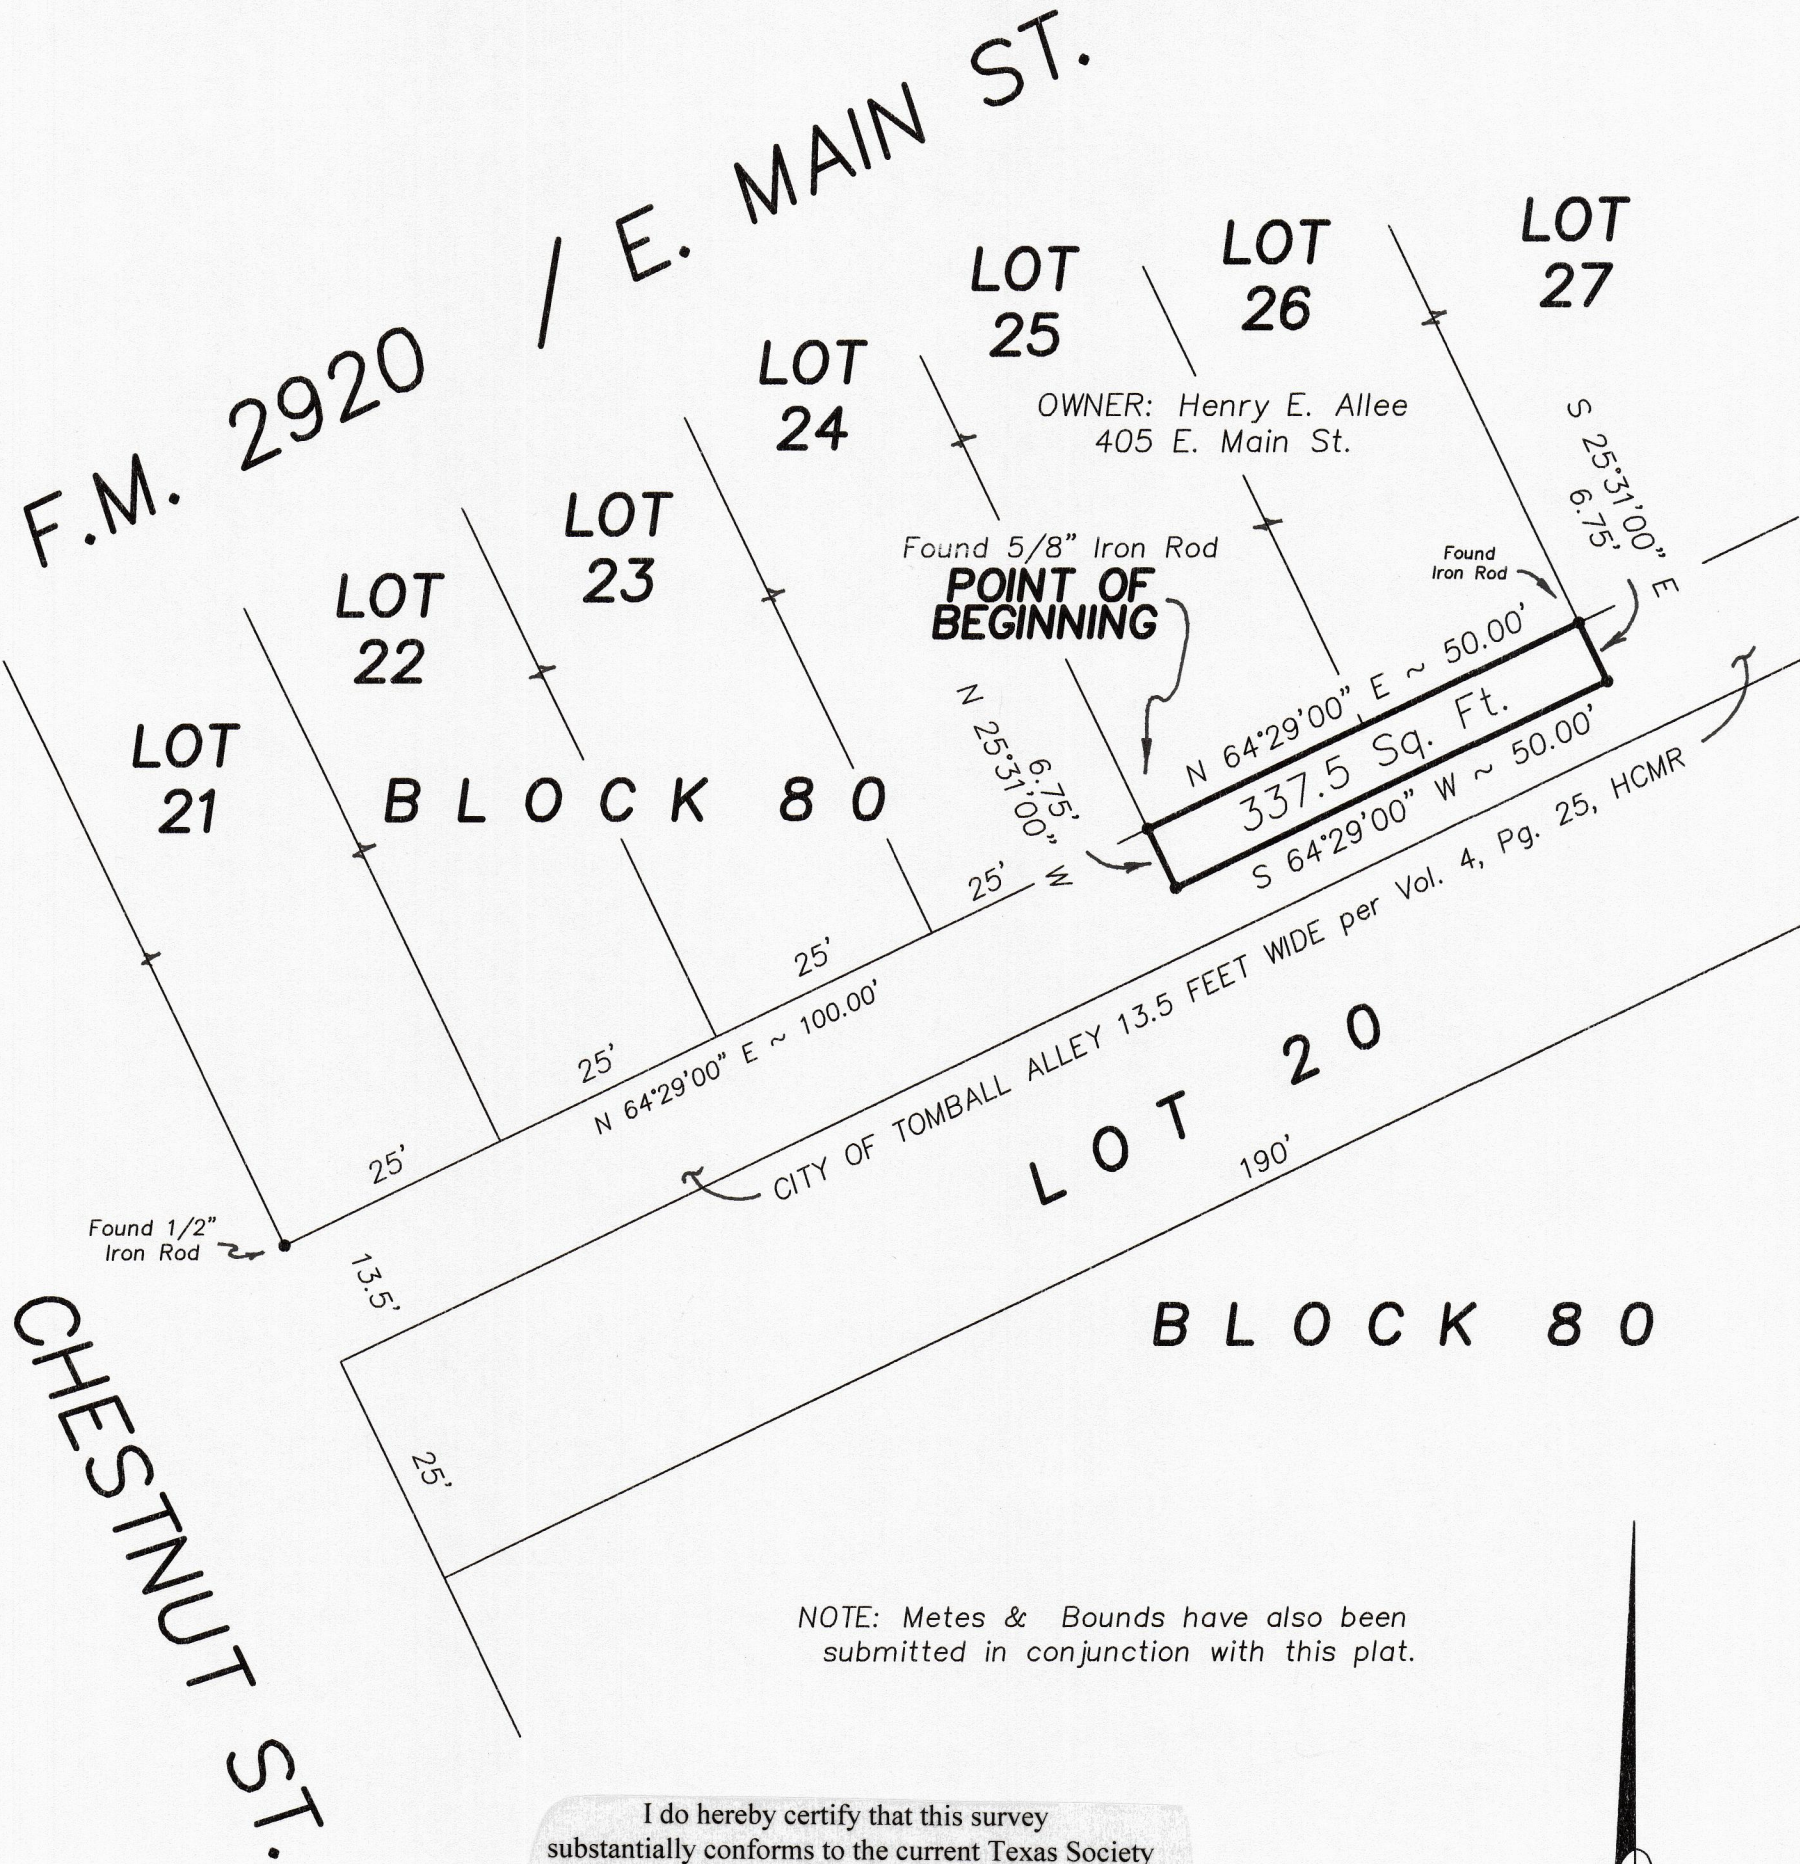 F.M. 2920 / E. MAIN ST.
LOT
27
LOT
26
LOT
25
LOT
24
LOT
23
LOT
22
LOT
21
OWNER: Henry E. Allee
405 E. Main St.
S 25°31'00" E
6.75'
Found 5/8" Iron Rod
POINT OF
BEGINNING
Found
Iron Rod
N 64°29'00" E ~ 50.00'
337.5 Sq. Ft.
S 64°29'00" W ~ 50.00'
6.75'
N 25°31'00" W
BLOCK 80
25'
25'
25'
25'
N 64°29'00" E ~ 100.00'
CITY OF TOMBALL ALLEY 13.5 FEET WIDE per Vol. 4, Pg. 25, HCMR
LOT 20
190'
Found 1/2"
Iron Rod
13.5'
25'
BLOCK 80
CHESTNUT ST.
NOTE: Metes & Bounds have also been
submitted in conjunction with this plat.
I do hereby certify that this survey
substantially conforms to the current Texas Society